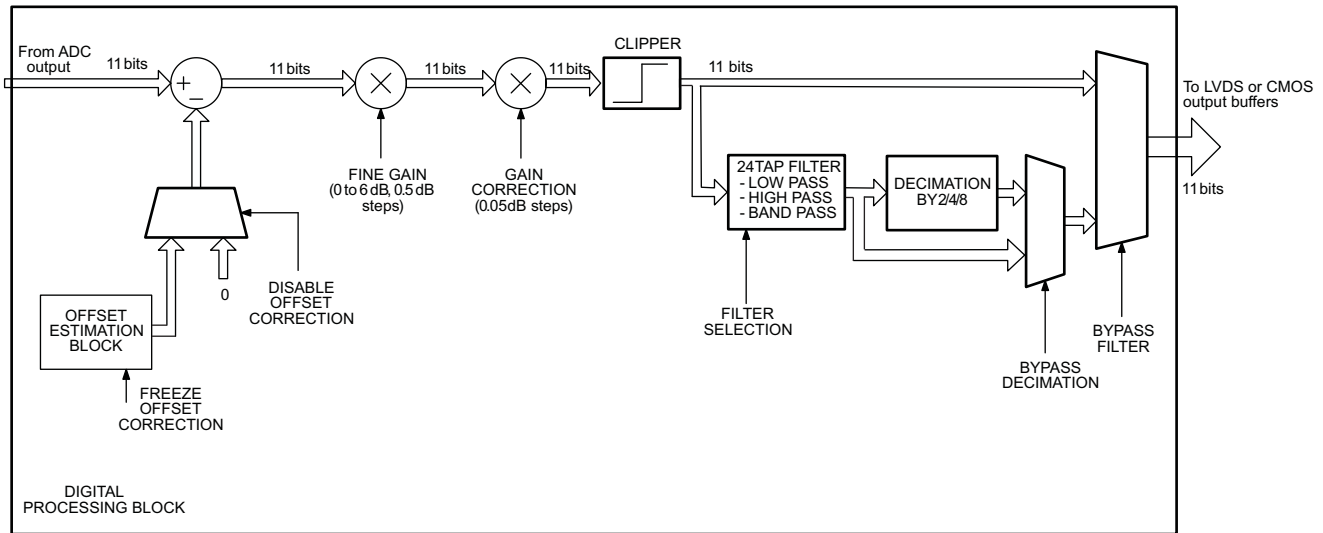 From ADC
output
11 bits
+
−
11 bits
11 bits
11 bits
CLIPPER
11 bits
To LVDS or CMOS
output buffers
11 bits
FINE GAIN
(0 to 6 dB, 0.5 dB
steps)
GAIN
CORRECTION
(0.05dB steps)
24TAP FILTER
- LOW PASS
- HIGH PASS
- BAND PASS
DECIMATION
BY2/4/8
0
DISABLE
OFFSET
CORRECTION
OFFSET
ESTIMATION
BLOCK
FREEZE
OFFSET
CORRECTION
FILTER
SELECTION
BYPASS
DECIMATION
BYPASS
FILTER
DIGITAL
PROCESSING BLOCK